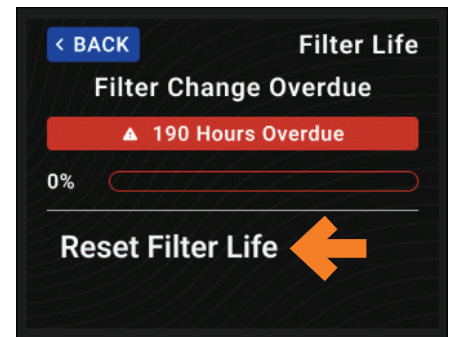 < BACK Filter Life
Filter Change Overdue
190 Hours Overdue
0%
Reset Filter Life